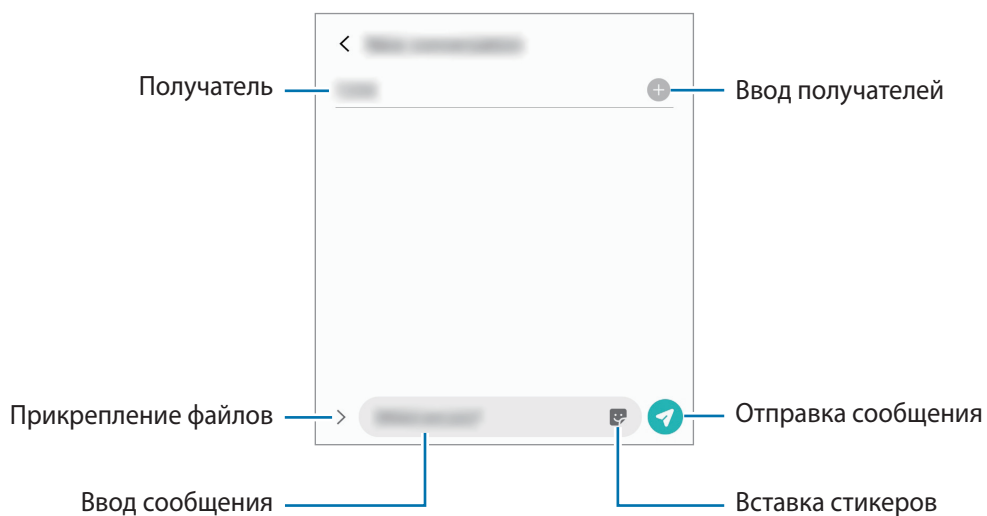 Получатель
Ввод получателей
Прикрепление файлов
Отправка сообщения
Ввод сообщения
Вставка стикеров